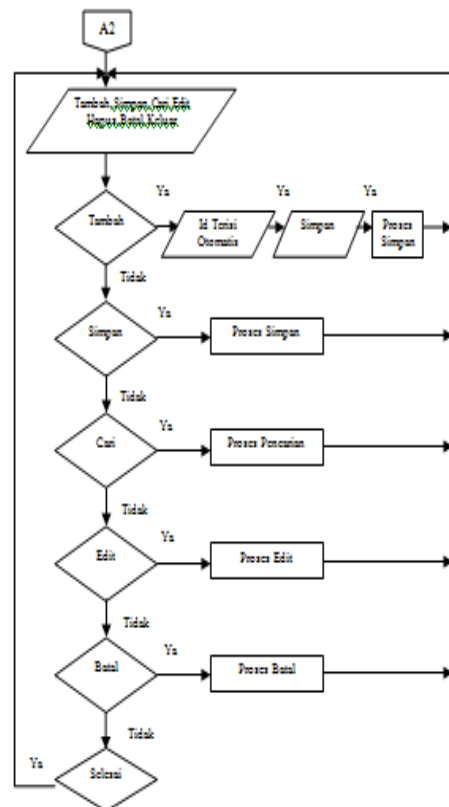 A2
Tambah,Simpan,Cari,Edit
Hapus,Batal,Keluar
Ya
Ya
Ya
Tambah
Id Terisi
Otomatis
Simpan
Proses
Simpan
Tidak
Ya
Simpan
Proses Simpan
Tidak
Ya
Cari
Proses Pencarian
Tidak
Ya
Edit
Proses Edit
Tidak
Ya
Batal
Proses Batal
Tidak
Ya
Selesai